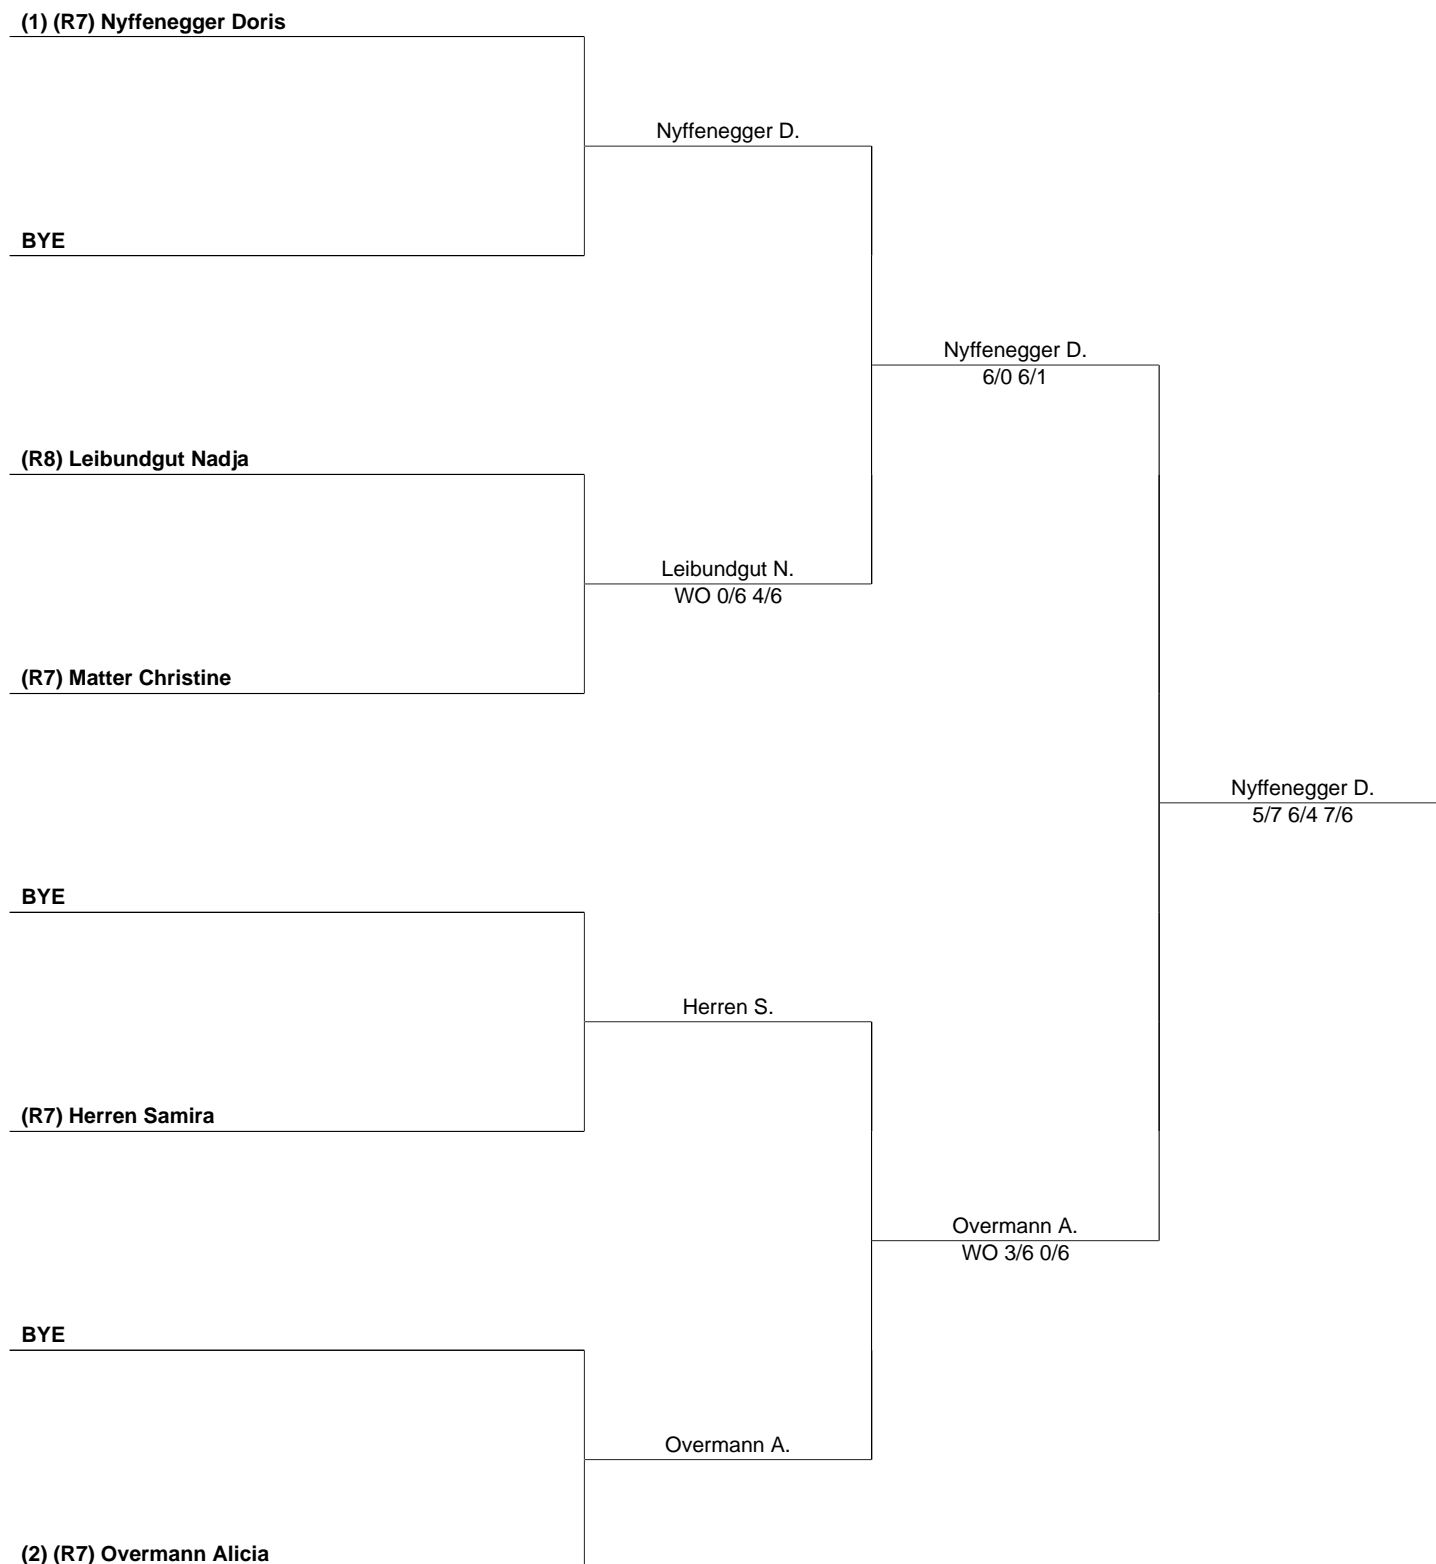 (1) (R7) Nyffenegger Doris
Nyffenegger D.
BYE
Nyffenegger D.
6/0 6/1
(R8) Leibundgut Nadja
Leibundgut N.
WO 0/6 4/6
(R7) Matter Christine
Nyffenegger D.
5/7 6/4 7/6
BYE
Herren S.
(R7) Herren Samira
Overmann A.
WO 3/6 0/6
BYE
Overmann A.
(2) (R7) Overmann Alicia